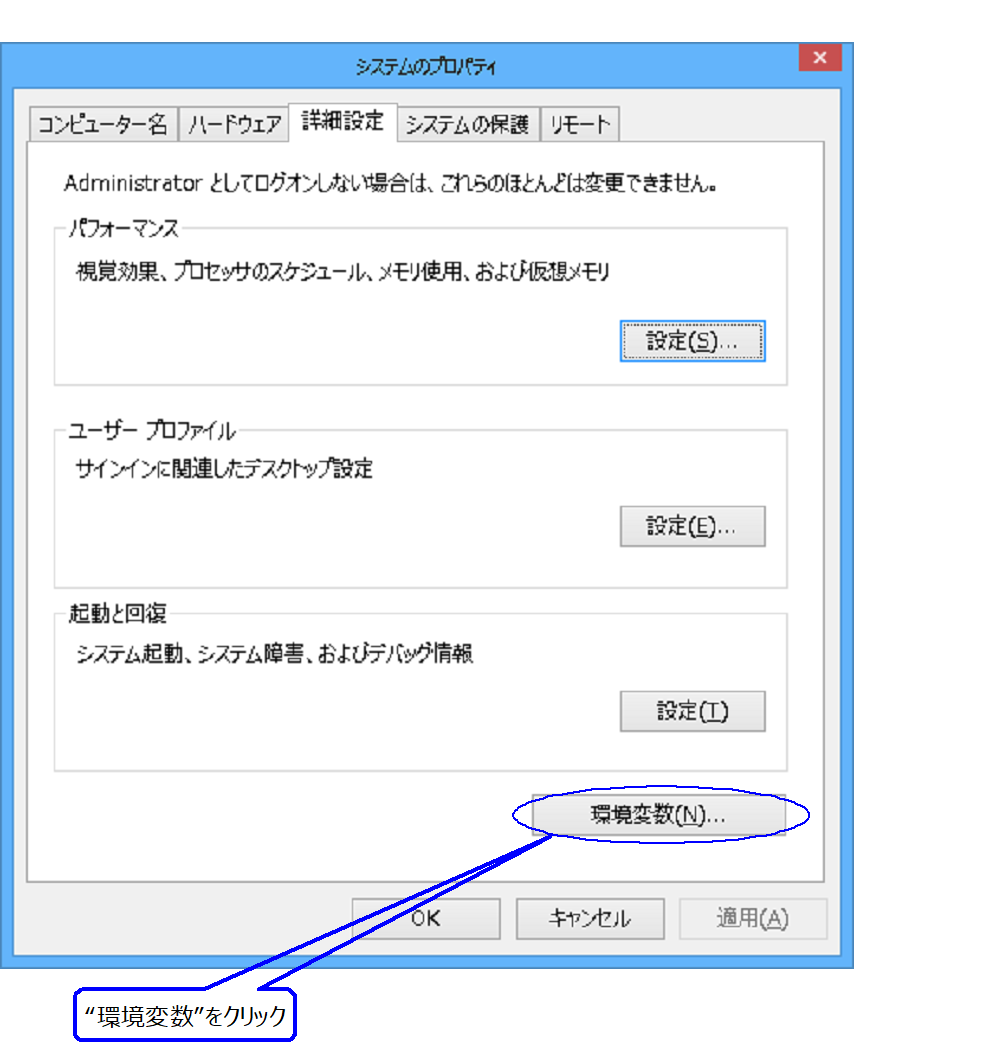 システムのプロパティ
コンピューター名 ハードウェア 詳細設定 システムの保護 リモート
Administrator としてログオンしない場合は、これらのほとんどは変更できません。
パフォーマンス
視覚効果、プロセッサのスケジュール、メモリ使用、および仮想メモリ
設定(S)...
ユーザー プロファイル
サインインに関連したデスクトップ設定
設定(E)...
起動と回復
システム起動、システム障害、およびデバッグ情報
設定(T)
環境変数(N)...
OK キャンセル 適用(A)
“環境変数”をクリック